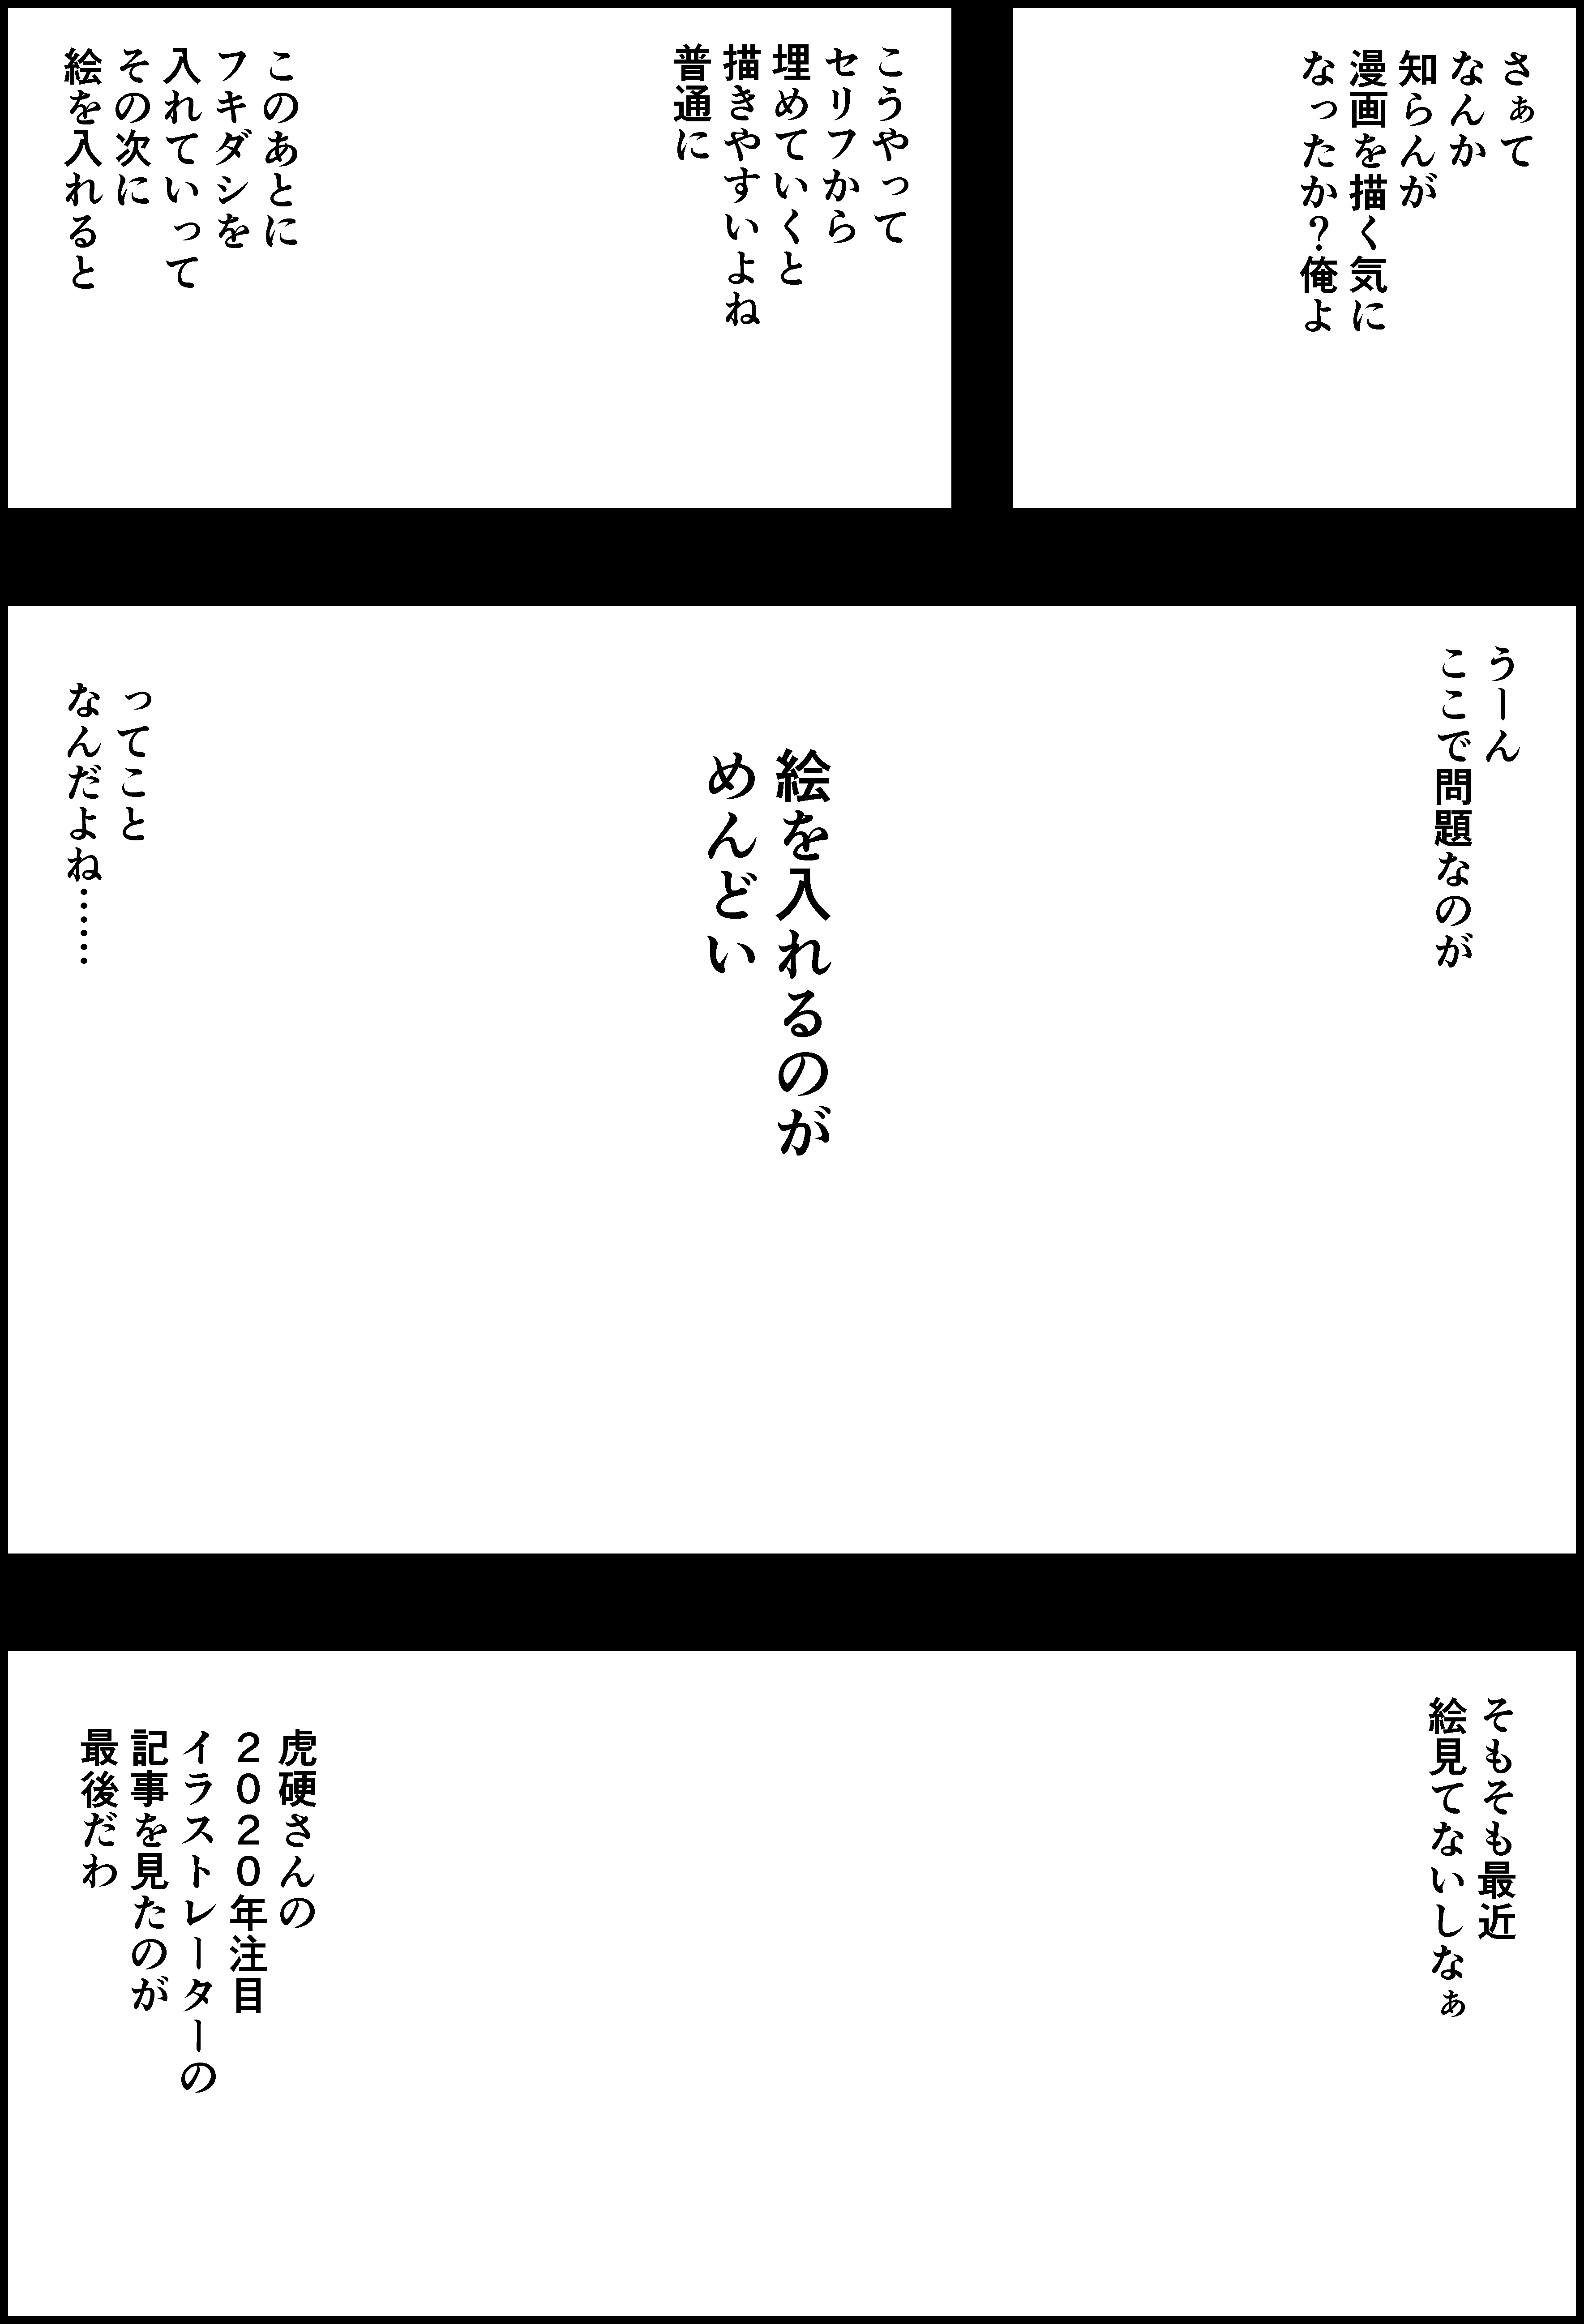 さぁて
なんか
知らんが
漫画を描く気に
なったか？俺よ
こうやって
セリフから
埋めていくと
描きやすいよね
普通に
このあとに
フキダシを
入れていって
その次に
絵を入れると
うーん
ここで問題なのが
絵を入れるのが
めんどい
ってこと
なんだよね……
そもそも最近
絵見てないしなぁ
虎硬さんの
２０２０年注目
イラストレーターの
記事を見たのが
最後だわ